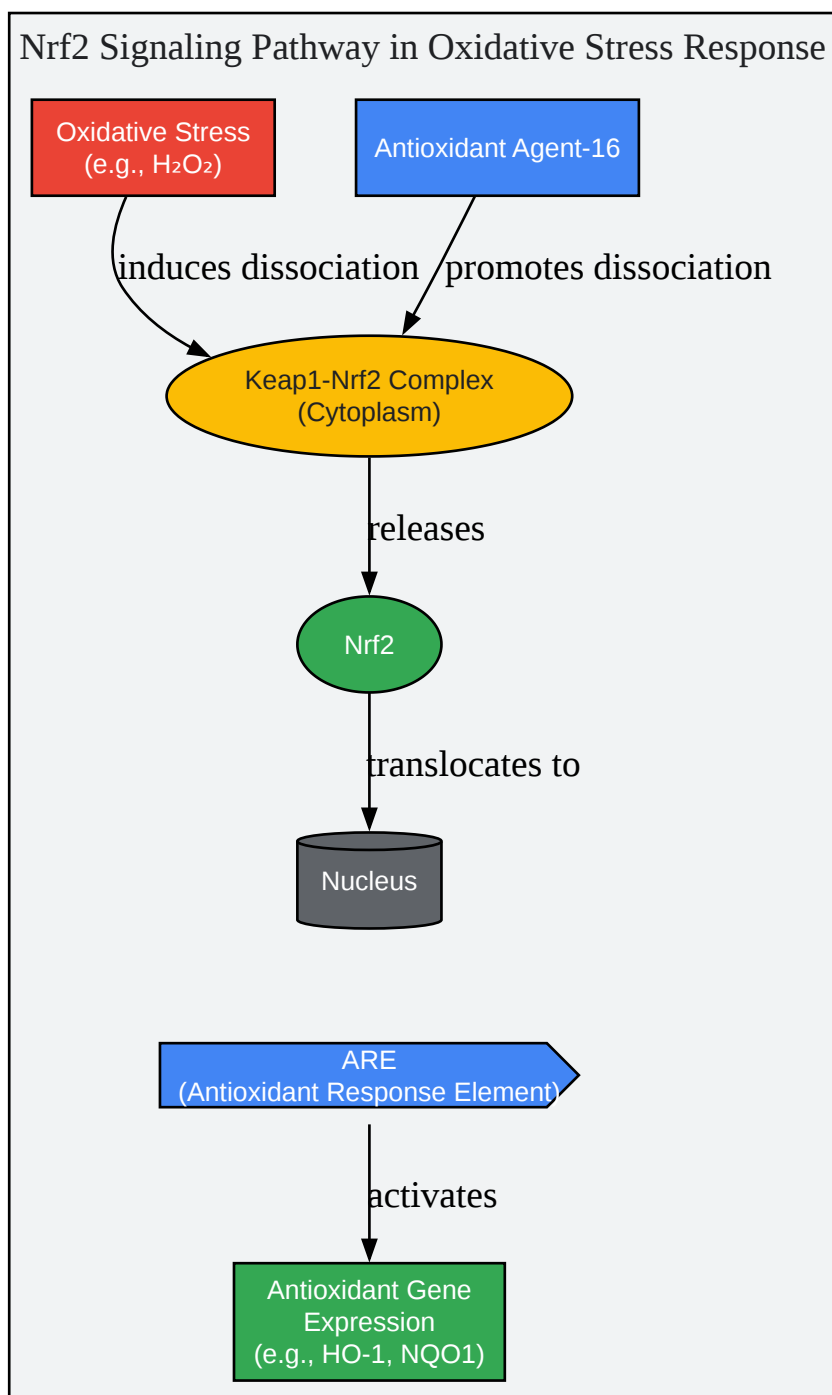 Nrf2 Signaling Pathway in Oxidative Stress Response
Oxidative Stress
(e.g., H₂O₂)
Antioxidant Agent-16
induces dissociation
promotes dissociation
Keap1-Nrf2 Complex
(Cytoplasm)
releases
Nrf2
translocates to
Nucleus
ARE
(Antioxidant Response Element)
activates
Antioxidant Gene
Expression
(e.g., HO-1, NQO1)